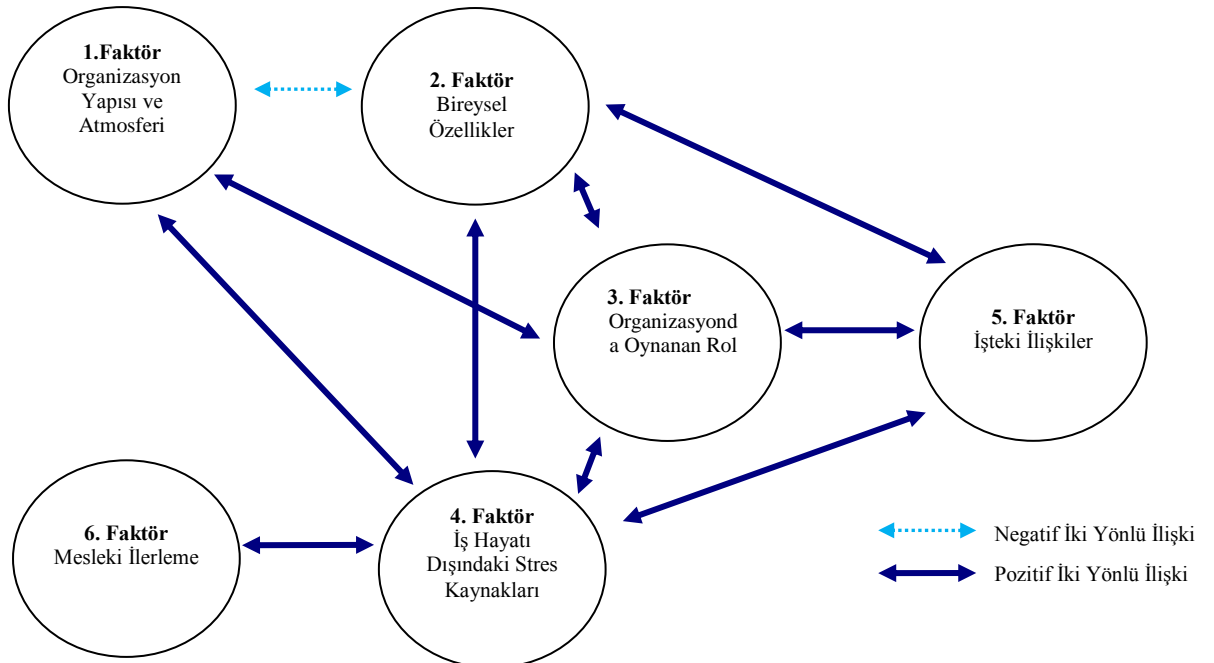 1.Faktör
Organizasyon
Yapısı ve
Atmosferi
2. Faktör
Bireysel
Özellikler
3. Faktör
Organizasyond
a Oynanan Rol
5. Faktör
İşteki İlişkiler
6. Faktör
Mesleki İlerleme
4. Faktör
İş Hayatı
Dışındaki Stres
Kaynakları
Negatif İki Yönlü İlişki
Pozitif İki Yönlü İlişki